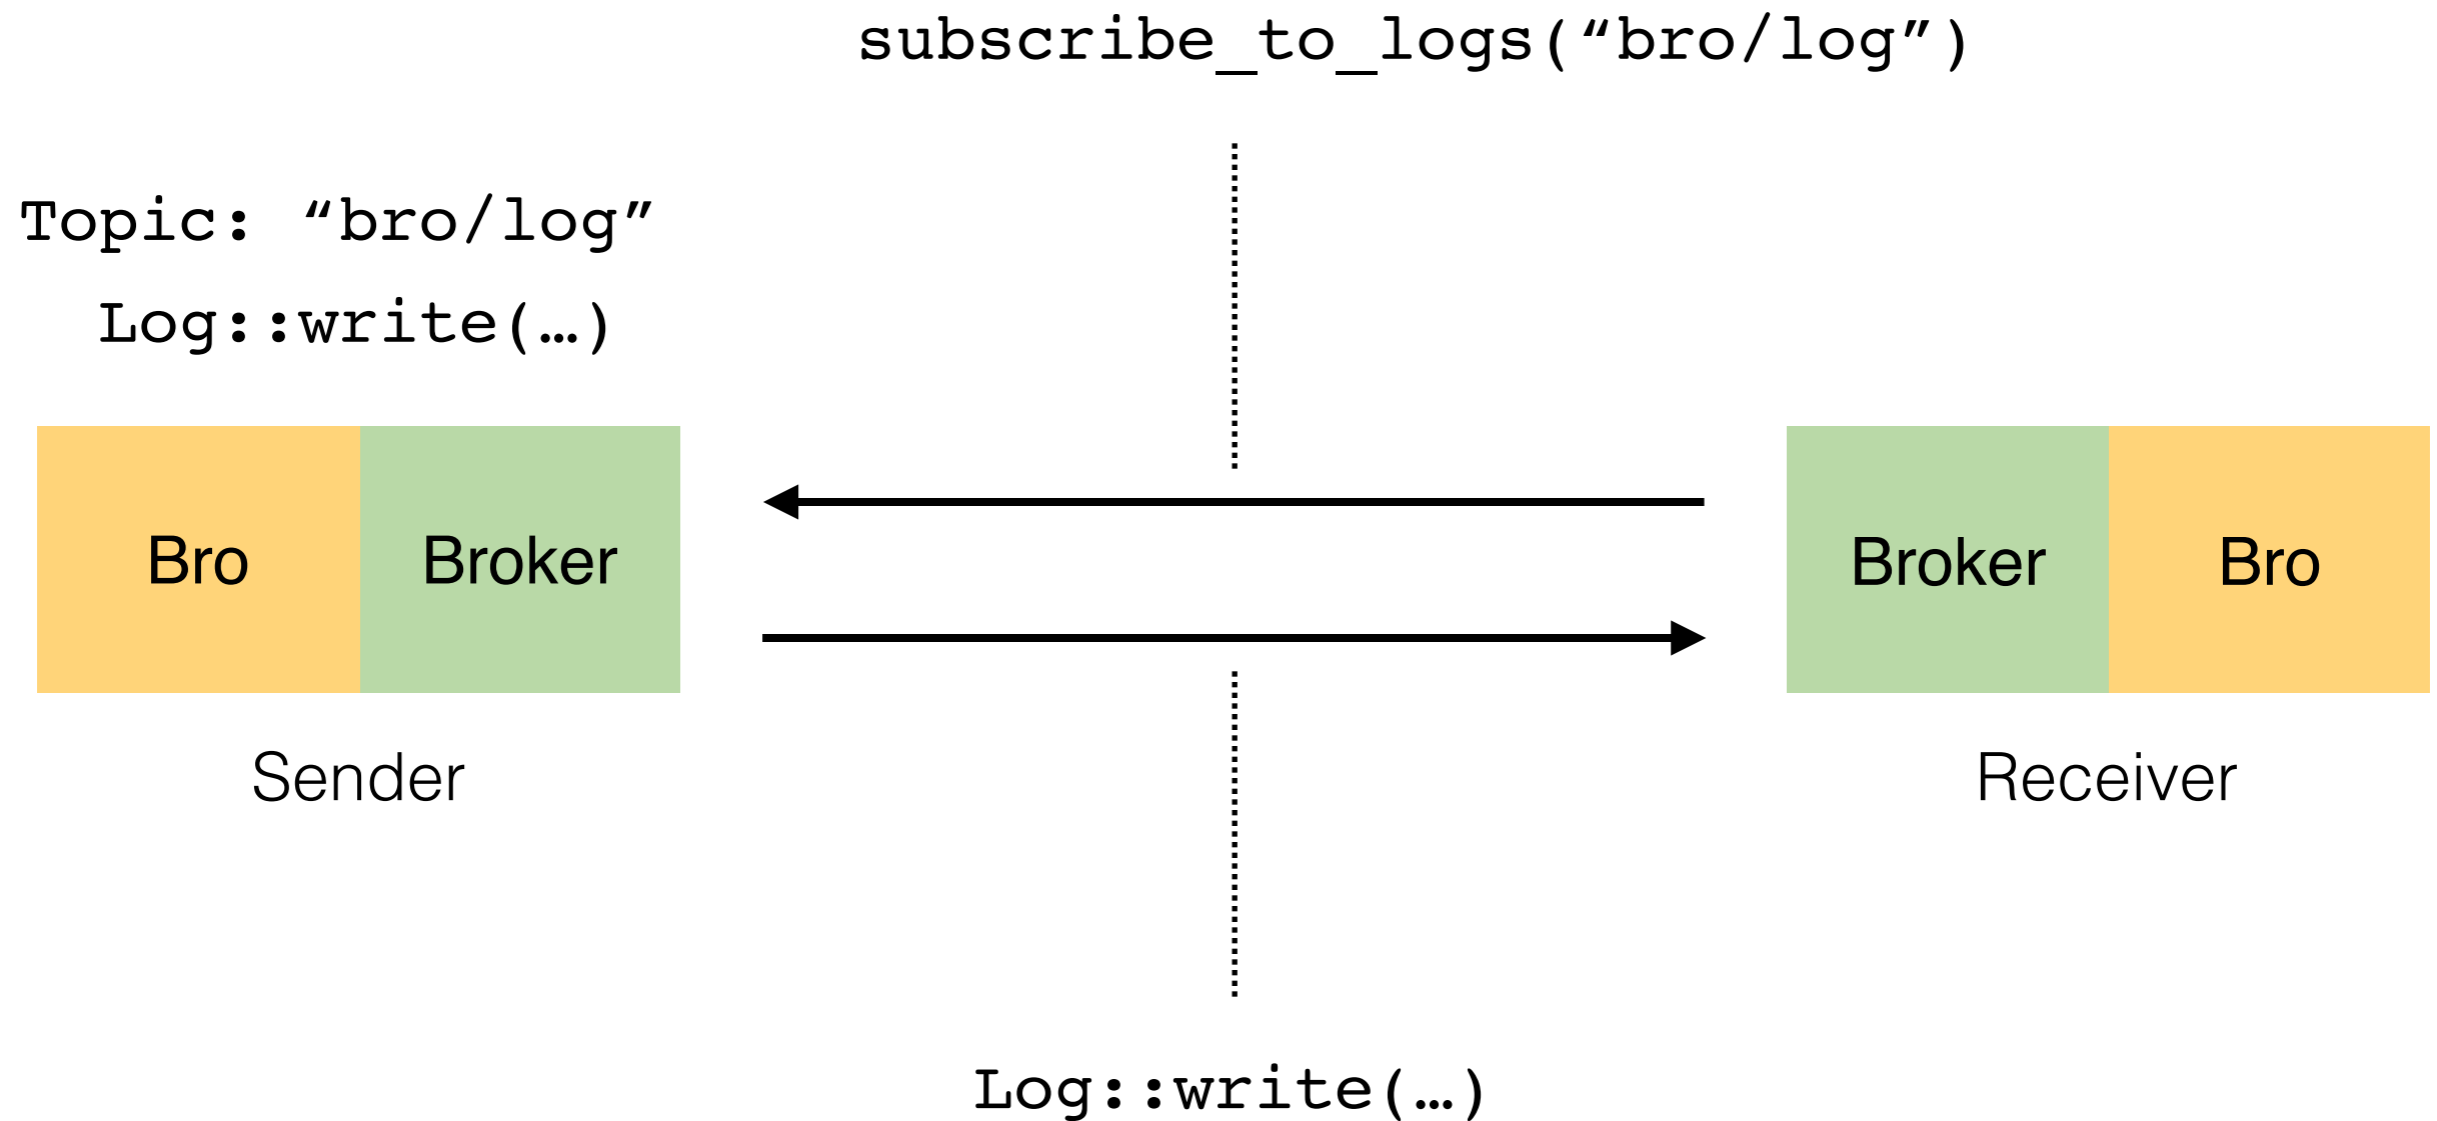 subscribe_to_logs(“bro/log”)
Topic: “bro/log”
Log::write(…)
Bro
Broker
Broker
Bro
Sender
Receiver
Log::write(…)